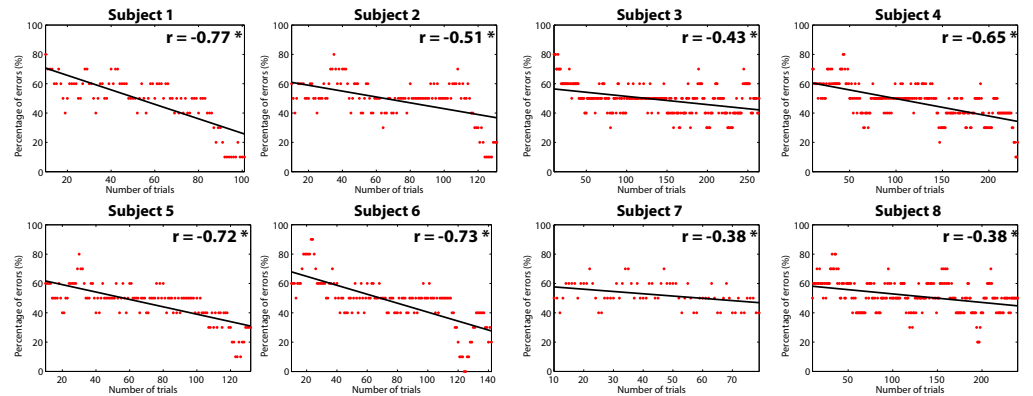 Subject 1
r = -0.77 *
Percentage of errors (%)
100
80
60
40
20
0
20 40 60 80 100
Number of trials
Subject 2
r = -0.51 *
Percentage of errors (%)
100
80
60
40
20
0
20 40 60 80 100 120
Number of trials
Subject 3
r = -0.43 *
Percentage of errors (%)
100
80
60
40
20
0
50 100 150 200 250
Number of trials
Subject 4
r = -0.65 *
Percentage of errors (%)
100
80
60
40
20
0
50 100 150 200
Number of trials
Subject 5
r = -0.72 *
Percentage of errors (%)
100
80
60
40
20
0
20 40 60 80 100 120
Number of trials
Subject 6
r = -0.73 *
Percentage of errors (%)
100
80
60
40
20
0
20 40 60 80 100 120 140
Number of trials
Subject 7
r = -0.38 *
Percentage of errors (%)
100
80
60
40
20
0
10 20 30 40 50 60 70
Number of trials
Subject 8
r = -0.38 *
Percentage of errors (%)
100
80
60
40
20
0
50 100 150 200
Number of trials